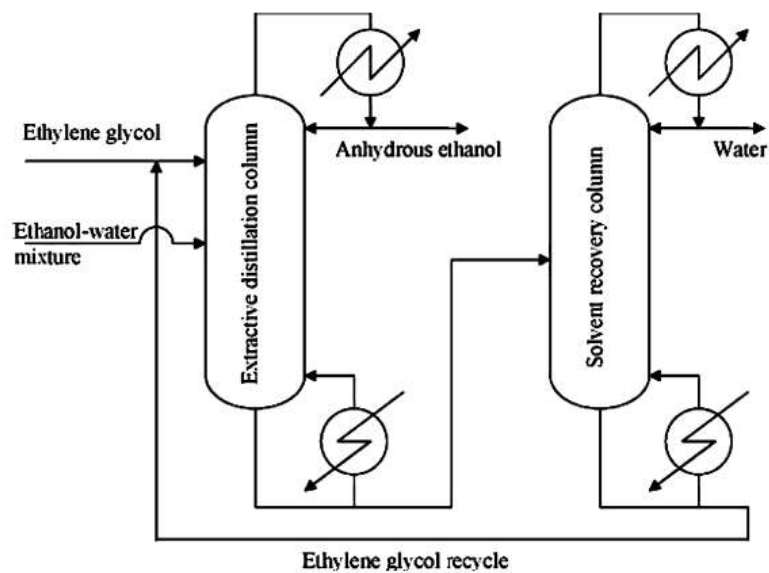 Ethylene glycol
Anhydrous ethanol
Water
Ethanol-water
mixture
Extractive distillation column
Solvent recovery column
Ethylene glycol recycle